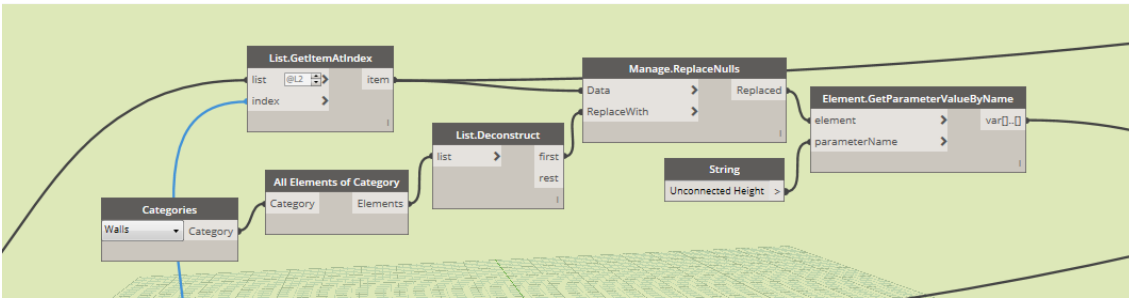 List.GetItemAtIndex
list @L2 > item
index >
Manage.ReplaceNulls
Data > Replaced
ReplaceWith >
Element.GetParameterValueByName
element > var[]..[]
parameterName >
List.Deconstruct
list > first
rest
String
Unconnected Height >
All Elements of Category
Category Elements
Categories
Walls Category